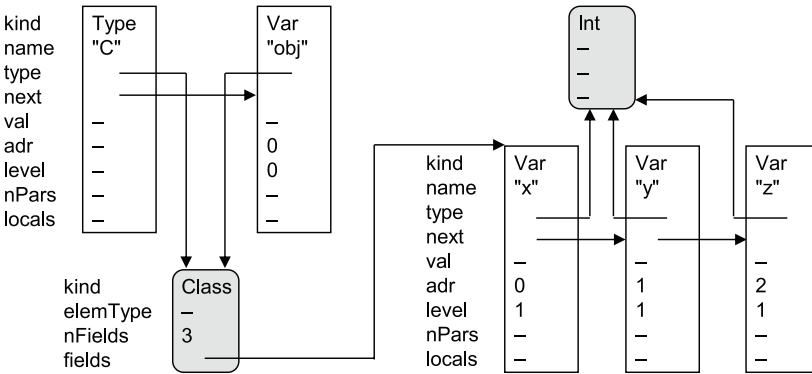 kind Type Var
name "C" "obj"
type
next
val – –
adr – 0
level – 0
nPars – –
locals – –
kind Class
elemType –
nFields 3
fields
Int
–
–
–
kind Var Var Var
name "x" "y" "z"
type
next
val – – –
adr 0 1 2
level 1 1 1
nPars – – –
locals – – –